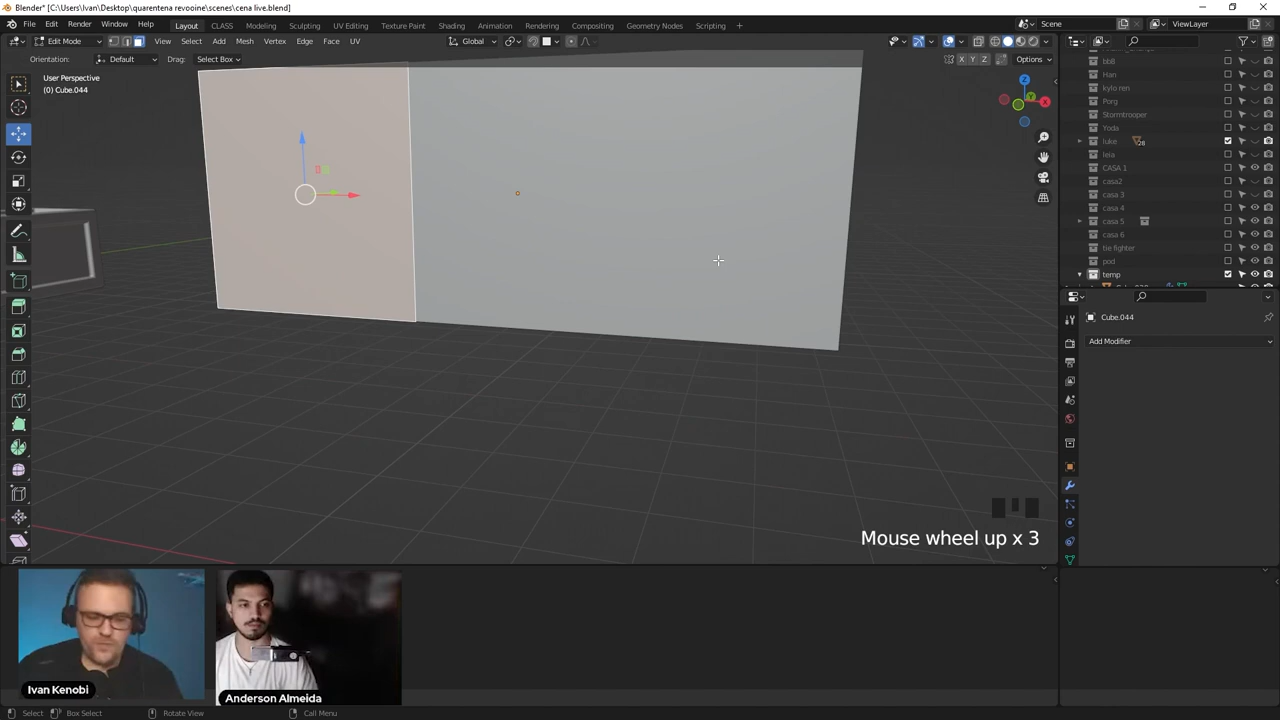 Blender* [C:\Users\Ivan\Desktop\quarentena revooine\scenes\cena live.blend]
File Edit Render Window Help Layout CLASS Modeling Sculpting UV Editing Texture Paint Shading Animation Rendering Compositing Geometry Nodes Scripting + Scene ViewLayer
Edit Mode View Select Add Mesh Vertex Edge Face UV Global
Orientation: Default Drag: Select Box X Y Z Options
User Perspective
(0) Cube.044
Z
Y
X
bb8
Han
kylo ren
Porg
Stormtrooper
Yoda
luke 28
leia
CASA 1
casa2
casa 3
casa 4
casa 5
casa 6
tie fighter
pod
temp
Cube.044
Add Modifier
Mouse wheel up x 3
Ivan Kenobi
Anderson Almeida
Select Box Select Rotate View Call Menu